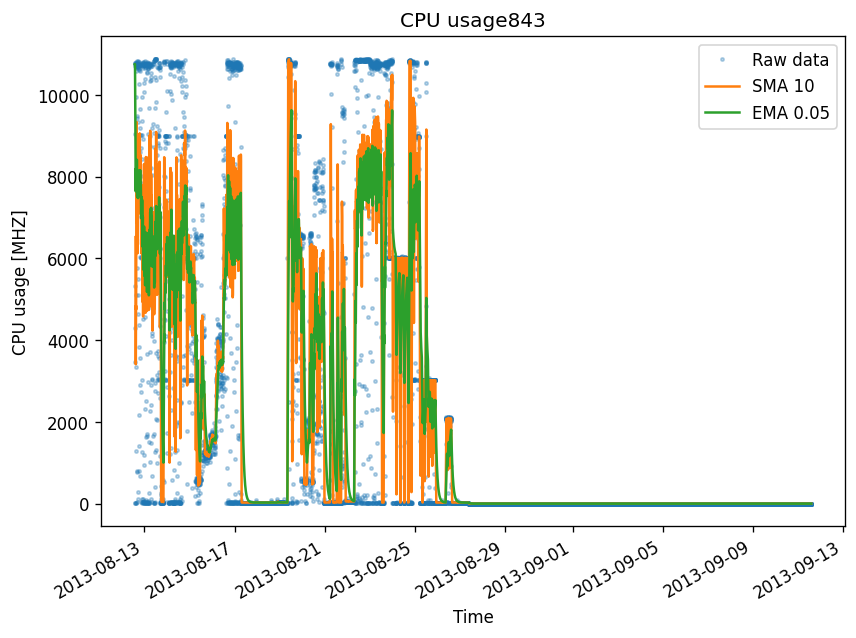 CPU usage843
Raw data
SMA 10
EMA 0.05
CPU usage [MHZ]
10000
8000
6000
4000
2000
0
2013-08-13
2013-08-17
2013-08-21
2013-08-25
2013-08-29
2013-09-01
2013-09-05
2013-09-09
2013-09-13
Time